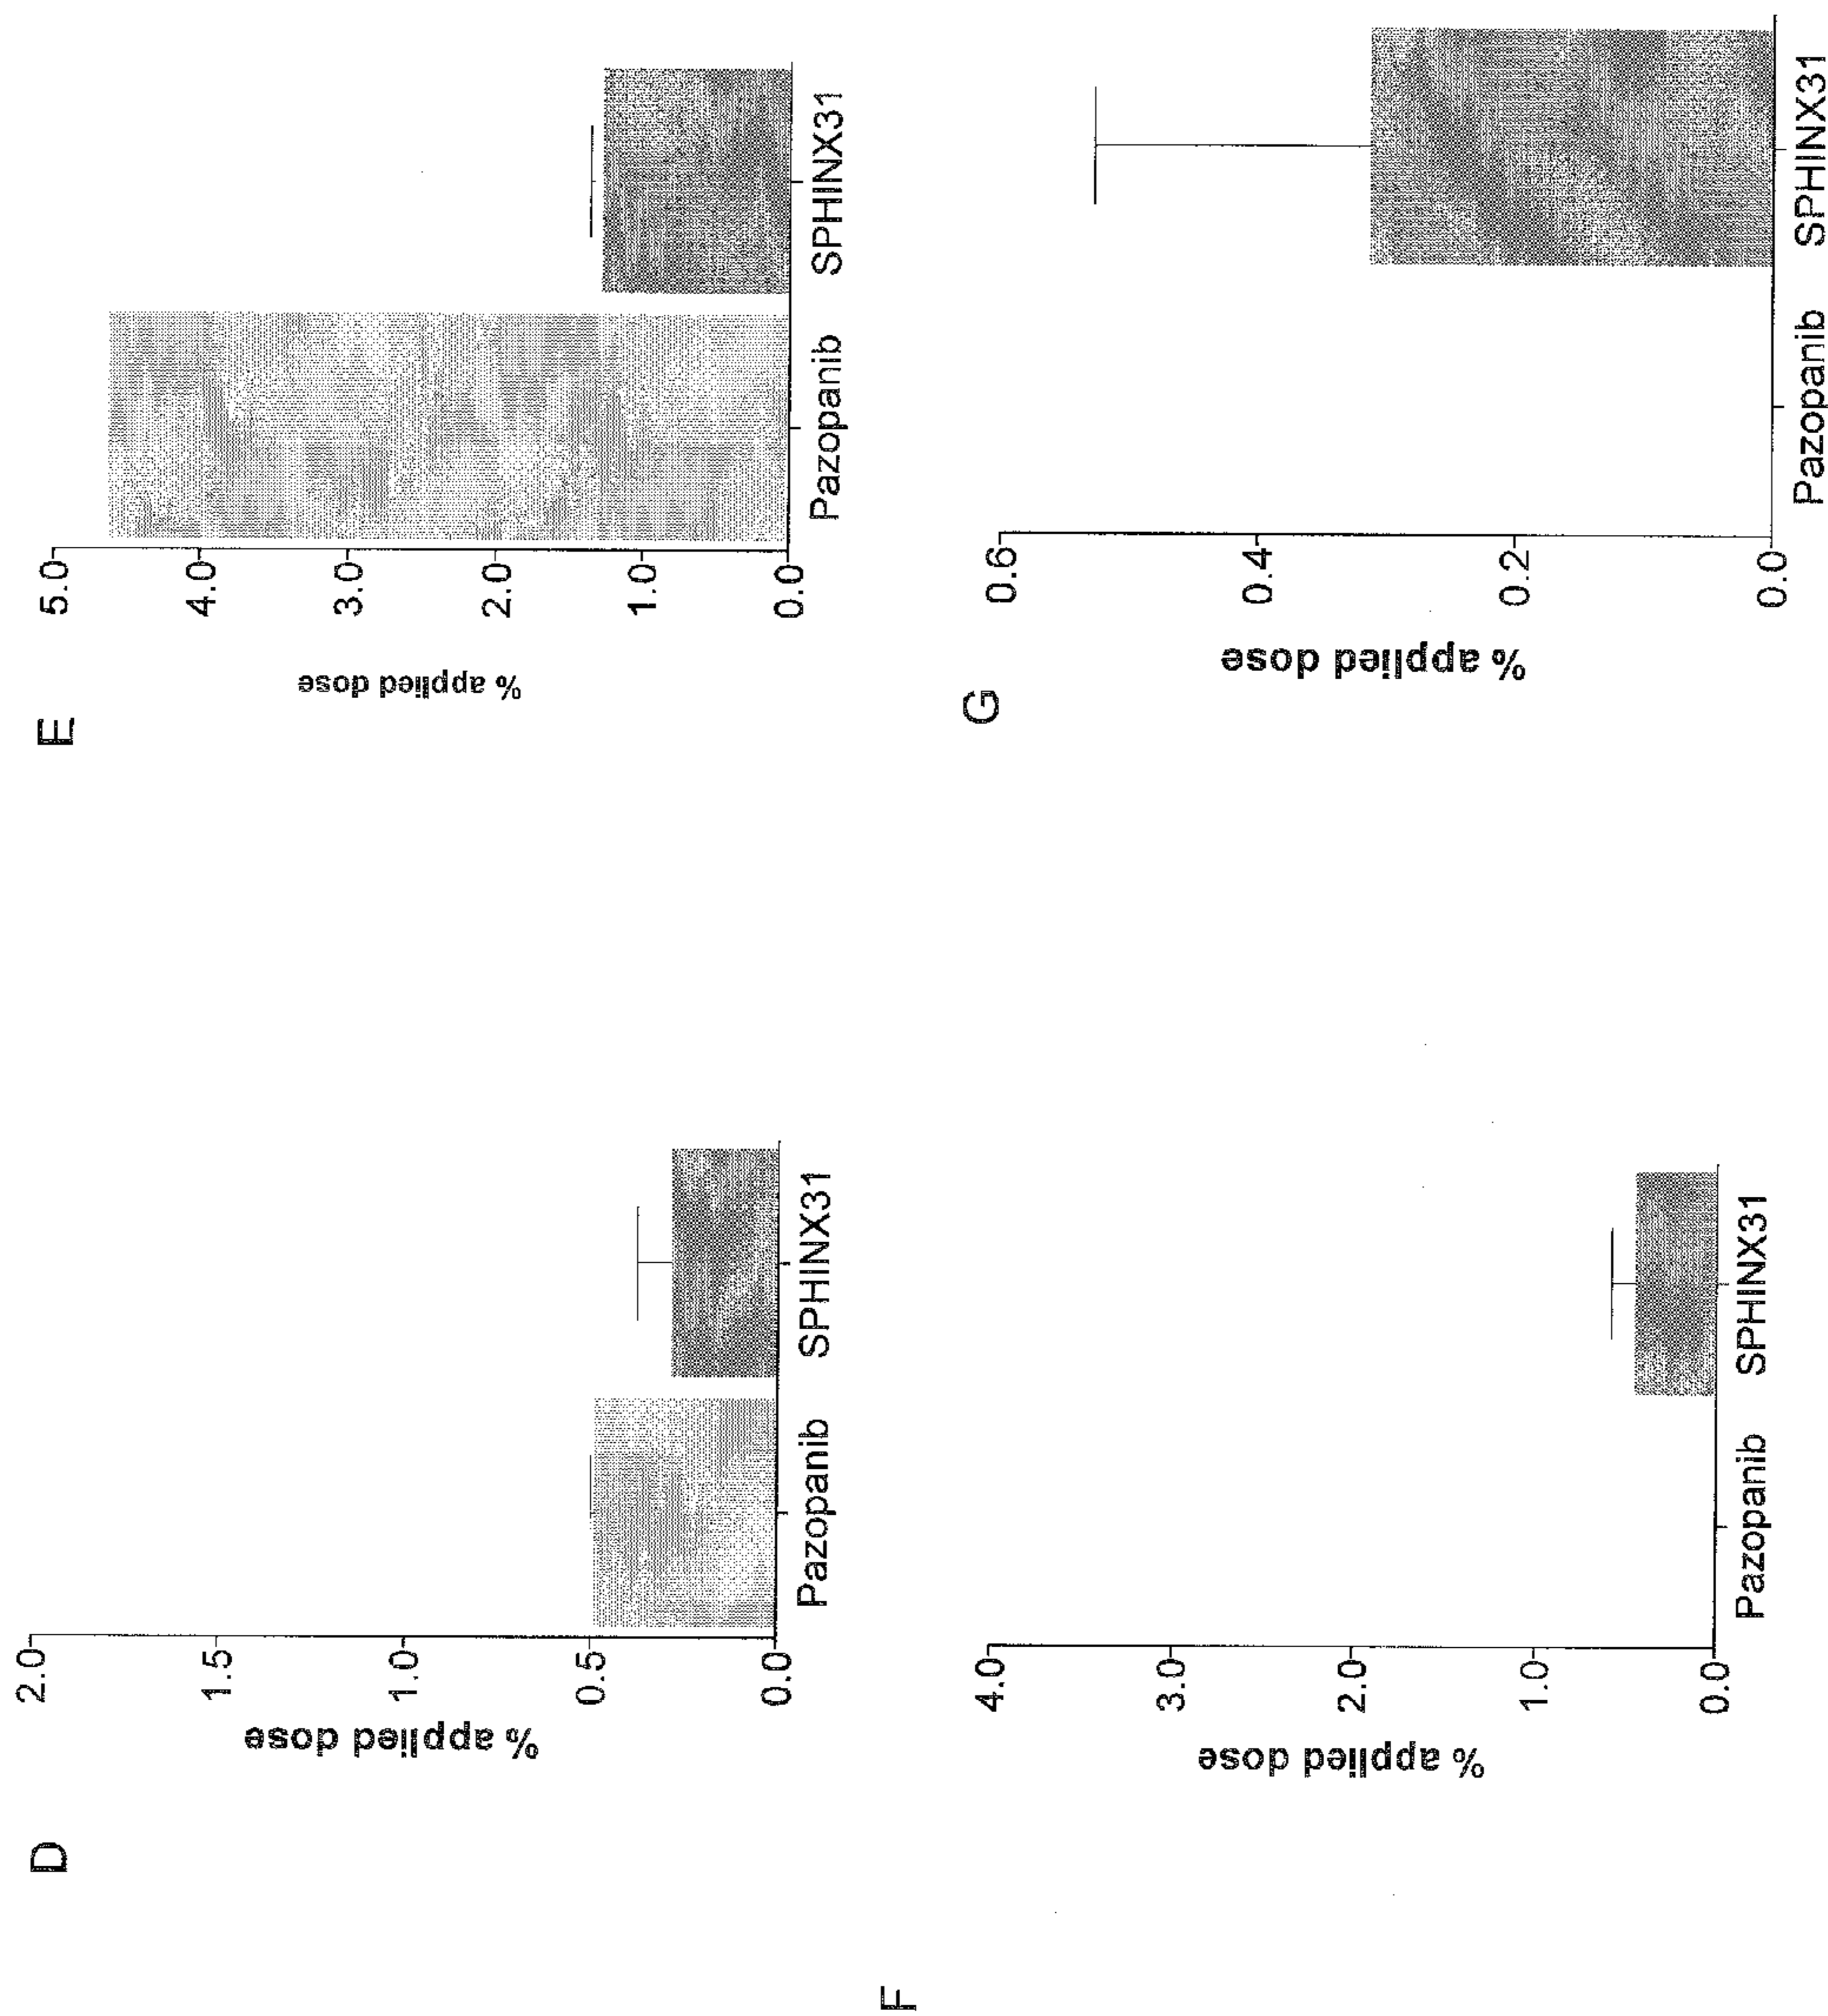 D
% applied dose
2.0
1.5
1.0
0.5
0.0
Pazopanib
SPHINX31
E
% applied dose
5.0
4.0
3.0
2.0
1.0
0.0
Pazopanib
SPHINX31
F
% applied dose
4.0
3.0
2.0
1.0
0.0
Pazopanib
SPHINX31
G
% applied dose
0.6
0.4
0.2
0.0
Pazopanib
SPHINX31